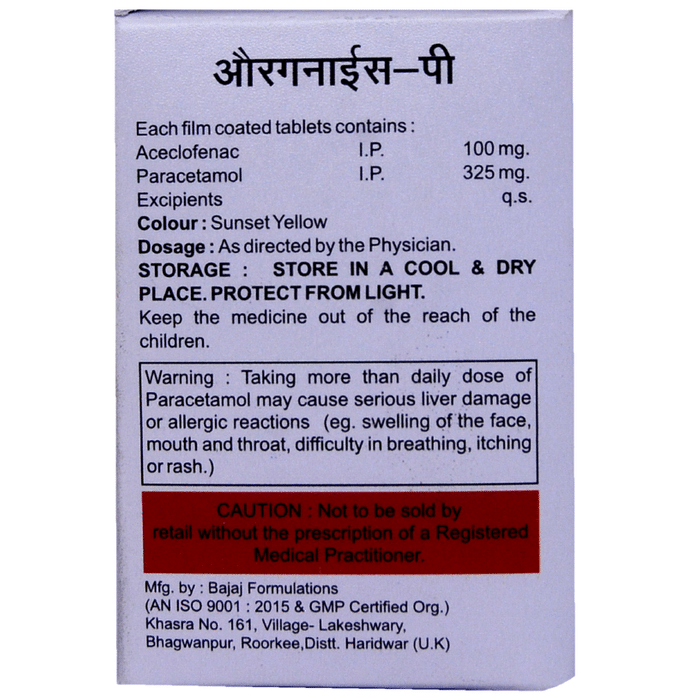 औरगनाईस–पी
Each film coated tablets contains :
Aceclofenac I.P. 100 mg.
Paracetamol I.P. 325 mg.
Excipients q.s.
Colour : Sunset Yellow
Dosage : As directed by the Physician.
STORAGE : STORE IN A COOL & DRY
PLACE. PROTECT FROM LIGHT.
Keep the medicine out of the reach of the
children.
Warning : Taking more than daily dose of
Paracetamol may cause serious liver damage
or allergic reactions (eg. swelling of the face,
mouth and throat, difficulty in breathing, itching
or rash.)
CAUTION : Not to be sold by
retail without the prescription of a Registered
Medical Practitioner.
Mfg. by : Bajaj Formulations
(AN ISO 9001 : 2015 & GMP Certified Org.)
Khasra No. 161, Village- Lakeshwary,
Bhagwanpur, Roorkee,Distt. Haridwar (U.K)